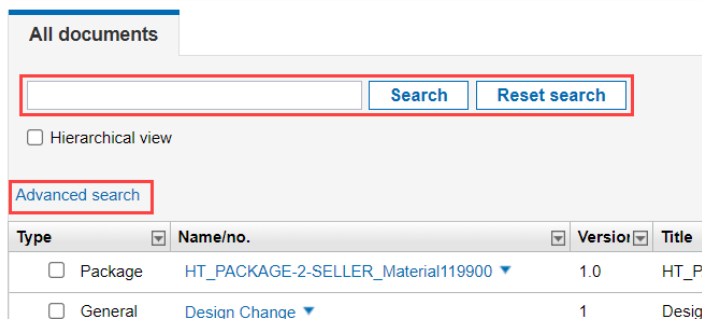 All documents
Search Reset search
Hierarchical view
Advanced search
Type Name/no. Version Title
Package HT_PACKAGE-2-SELLER_Material119900 1.0 HT_P
General Design Change 1 Desig